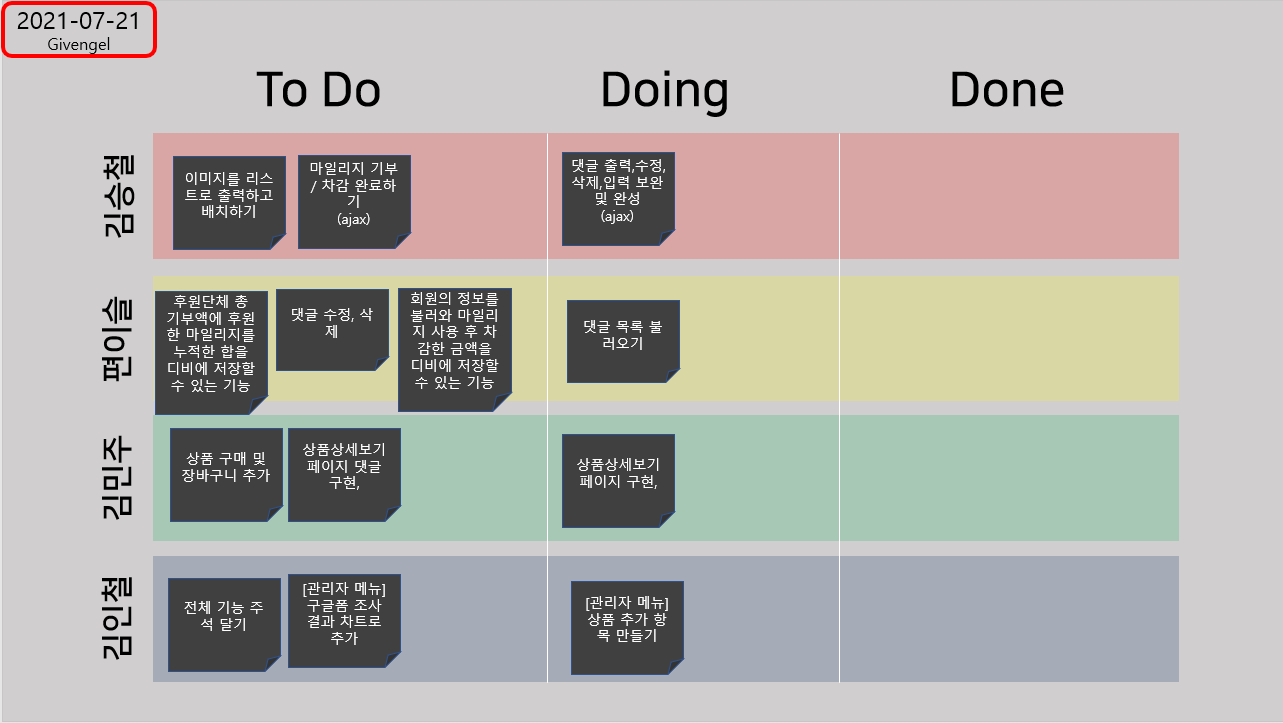 2021-07-21
Givengel
To Do
Doing
Done
김승철
이미지를 리스
트로 출력하고
배치하기
마일리지 기부
/ 차감 완료하
기
(ajax)
댓글 출력,수정,
삭제,입력 보완
및 완성
(ajax)
편이슬
후원단체 총
기부액에 후원
한 마일리지를
누적한 합을
디비에 저장할
수 있는 기능
댓글 수정, 삭
제
회원의 정보를
불러와 마일리
지 사용 후 차
감한 금액을
디비에 저장할
수 있는 기능
댓글 목록 불
러오기
김민주
상품 구매 및
장바구니 추가
상품상세보기
페이지 댓글
구현,
상품상세보기
페이지 구현,
김인철
전체 기능 주
석 달기
[관리자 메뉴]
구글폼 조사
결과 차트로
추가
[관리자 메뉴]
상품 추가 항
목 만들기